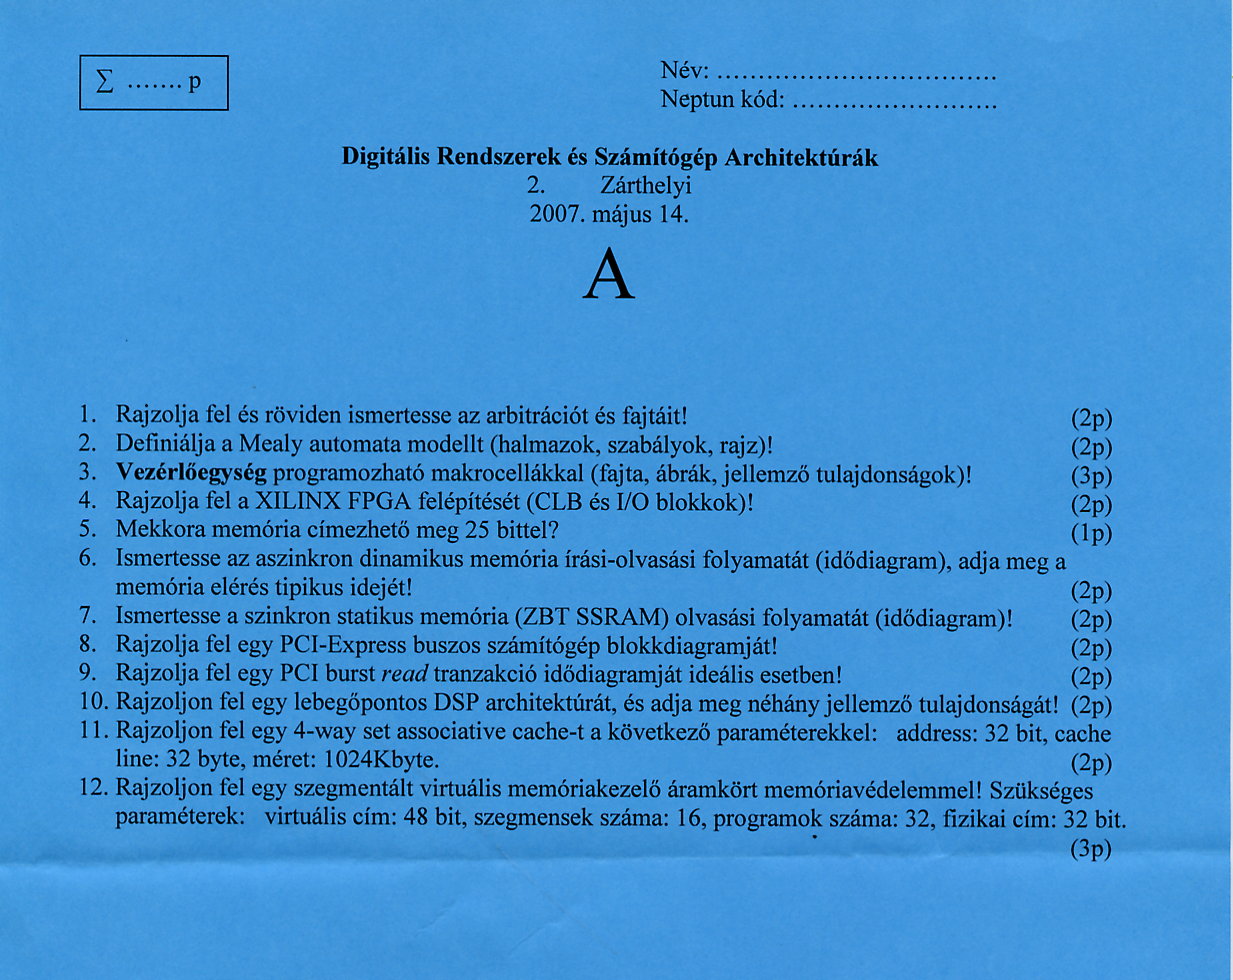 ∑ ....... p
Név: ..................................
Neptun kód: .........................
Digitális Rendszerek és Számítógép Architektúrák
2. Zárthelyi
2007. május 14.
A
1. Rajzolja fel és röviden ismertesse az arbitrációt és fajtáit! (2p)
2. Definiálja a Mealy automata modellt (halmazok, szabályok, rajz)! (2p)
3. Vezérlőegység programozható makrocellákkal (fajta, ábrák, jellemző tulajdonságok)! (3p)
4. Rajzolja fel a XILINX FPGA felépítését (CLB és I/O blokkok)! (2p)
5. Mekkora memória címezhető meg 25 bittel? (1p)
6. Ismertesse az aszinkron dinamikus memória írási-olvasási folyamatát (idődiagram), adja meg a
memória elérés tipikus idejét! (2p)
7. Ismertesse a szinkron statikus memória (ZBT SSRAM) olvasási folyamatát (idődiagram)! (2p)
8. Rajzolja fel egy PCI-Express buszos számítógép blokkdiagramját! (2p)
9. Rajzolja fel egy PCI burst read tranzakció idődiagramját ideális esetben! (2p)
10. Rajzoljon fel egy lebegőpontos DSP architektúrát, és adja meg néhány jellemző tulajdonságát! (2p)
11. Rajzoljon fel egy 4-way set associative cache-t a következő paraméterekkel: address: 32 bit, cache
line: 32 byte, méret: 1024Kbyte. (2p)
12. Rajzoljon fel egy szegmentált virtuális memóriakezelő áramkört memóriavédelemmel! Szükséges
paraméterek: virtuális cím: 48 bit, szegmensek száma: 16, programok száma: 32, fizikai cím: 32 bit.
(3p)